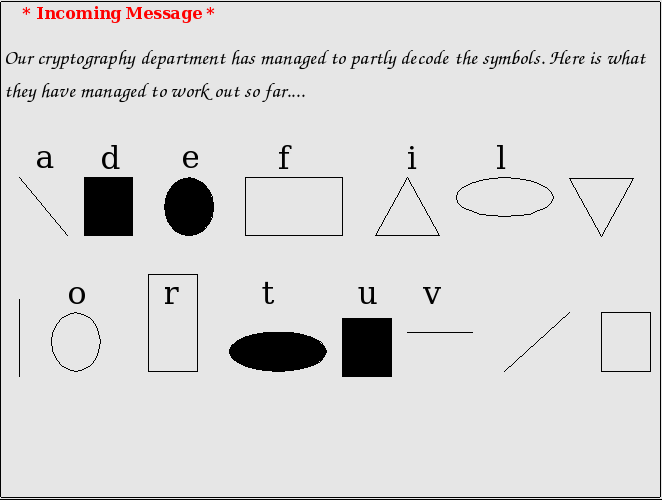 * Incoming Message *
Our cryptography department has managed to partly decode the symbols. Here is what
they have managed to work out so far....
a d e f i l
o r t u v